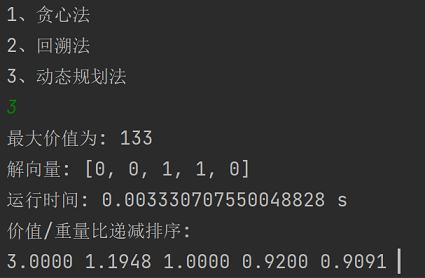 1、贪心法
2、回溯法
3、动态规划法
3
最大价值为: 133
解向量: [0, 0, 1, 1, 0]
运行时间: 0.003330707550048828 s
价值/重量比递减排序:
3.0000 1.1948 1.0000 0.9200 0.9091